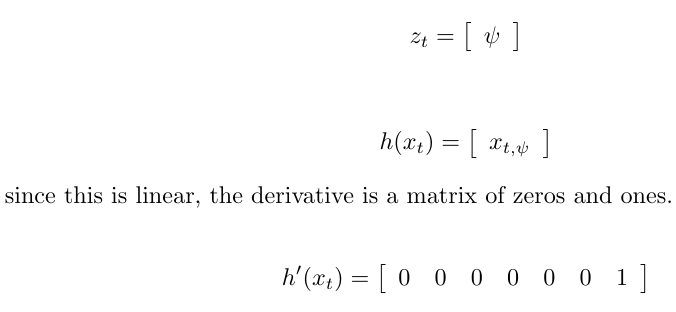 z_t = [ ψ ]
h(x_t) = [ x_{t,ψ} ]
since this is linear, the derivative is a matrix of zeros and ones.
h′(x_t) = [ 0 0 0 0 0 0 1 ]